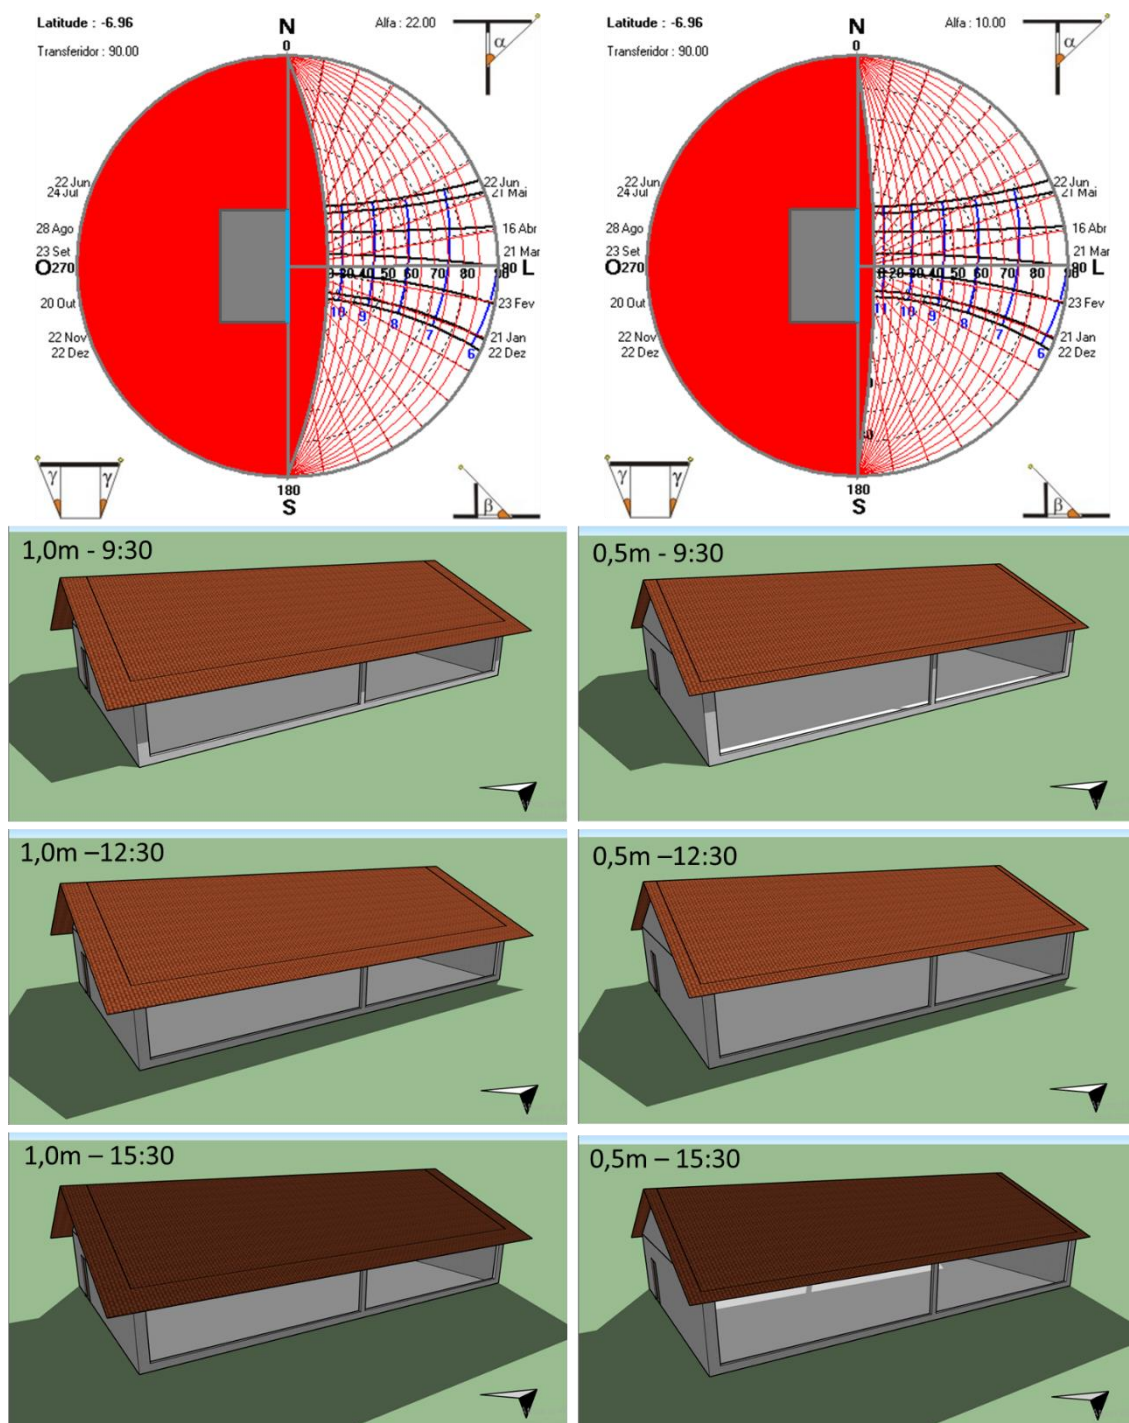 Latitude : -6.96
Alfa : 22.00
Transferidor : 90.00
N
0
α
22 Jun
24 Jul
28 Ago
23 Set
O 270
20 Out
22 Nov
22 Dez
22 Jun
21 Mai
16 Abr
21 Mar
L
23 Fev
21 Jan
22 Dez
30 40 50 60 70 80
10 9 8 7 6
180
S
γ γ
β
Latitude : -6.96
Alfa : 10.00
Transferidor : 90.00
N
0
α
22 Jun
24 Jul
28 Ago
23 Set
O 270
20 Out
22 Nov
22 Dez
22 Jun
21 Mai
16 Abr
21 Mar
L
23 Fev
21 Jan
22 Dez
20 30 40 50 60 70 80
11 10 9 8 7 6
180
S
γ γ
β
1,0m - 9:30
0,5m - 9:30
1,0m –12:30
0,5m –12:30
1,0m – 15:30
0,5m – 15:30